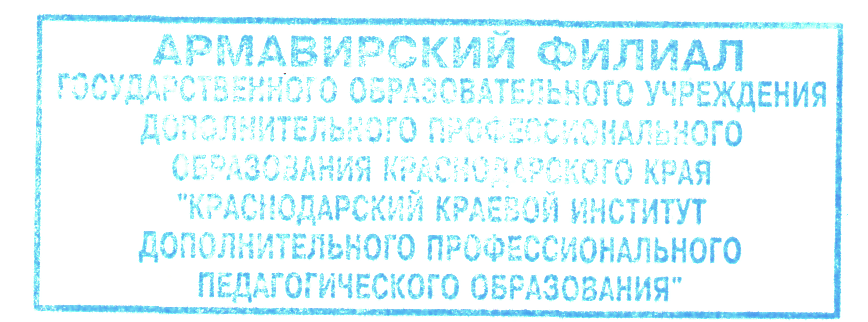 АРМАВИРСКИЙ ФИЛИАЛ
ГОСУДАРСТВЕННОГО ОБРАЗОВАТЕЛЬНОГО УЧРЕЖДЕНИЯ
ДОПОЛНИТЕЛЬНОГО ПРОФЕССИОНАЛЬНОГО
ОБРАЗОВАНИЯ КРАСНОДАРСКОГО КРАЯ
"КРАСНОДАРСКИЙ КРАЕВОЙ ИНСТИТУТ
ДОПОЛНИТЕЛЬНОГО ПРОФЕССИОНАЛЬНОГО
ПЕДАГОГИЧЕСКОГО ОБРАЗОВАНИЯ"